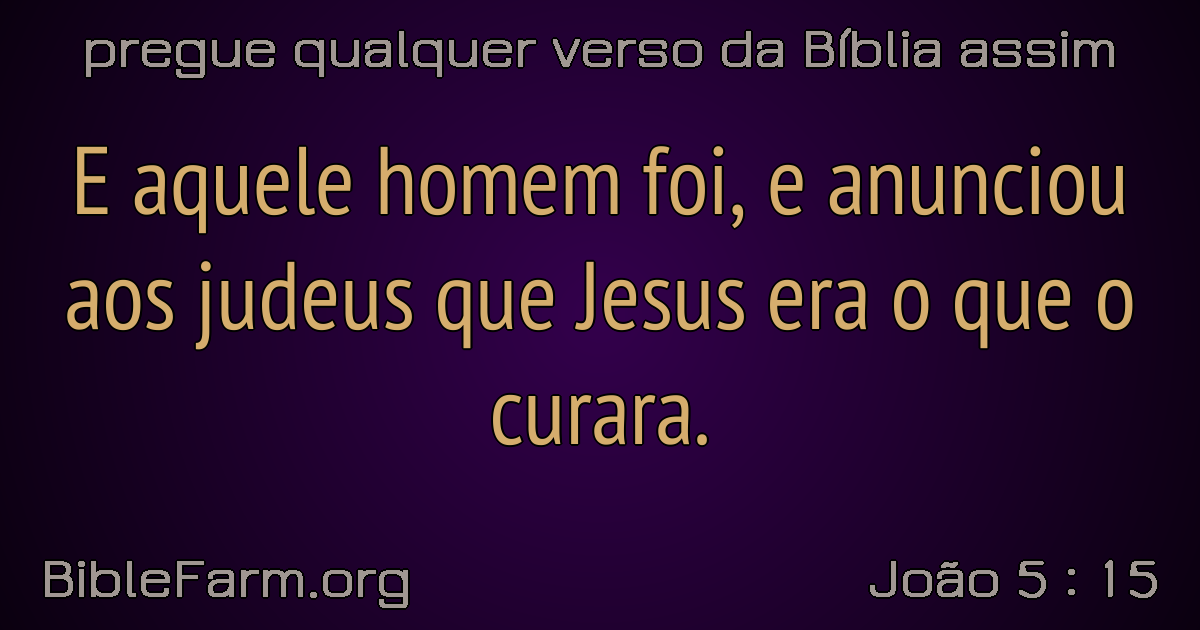 pregue qualquer verso da Bíblia assim
E aquele homem foi, e anunciou
aos judeus que Jesus era o que o
curara.
BibleFarm.org
João 5 : 15